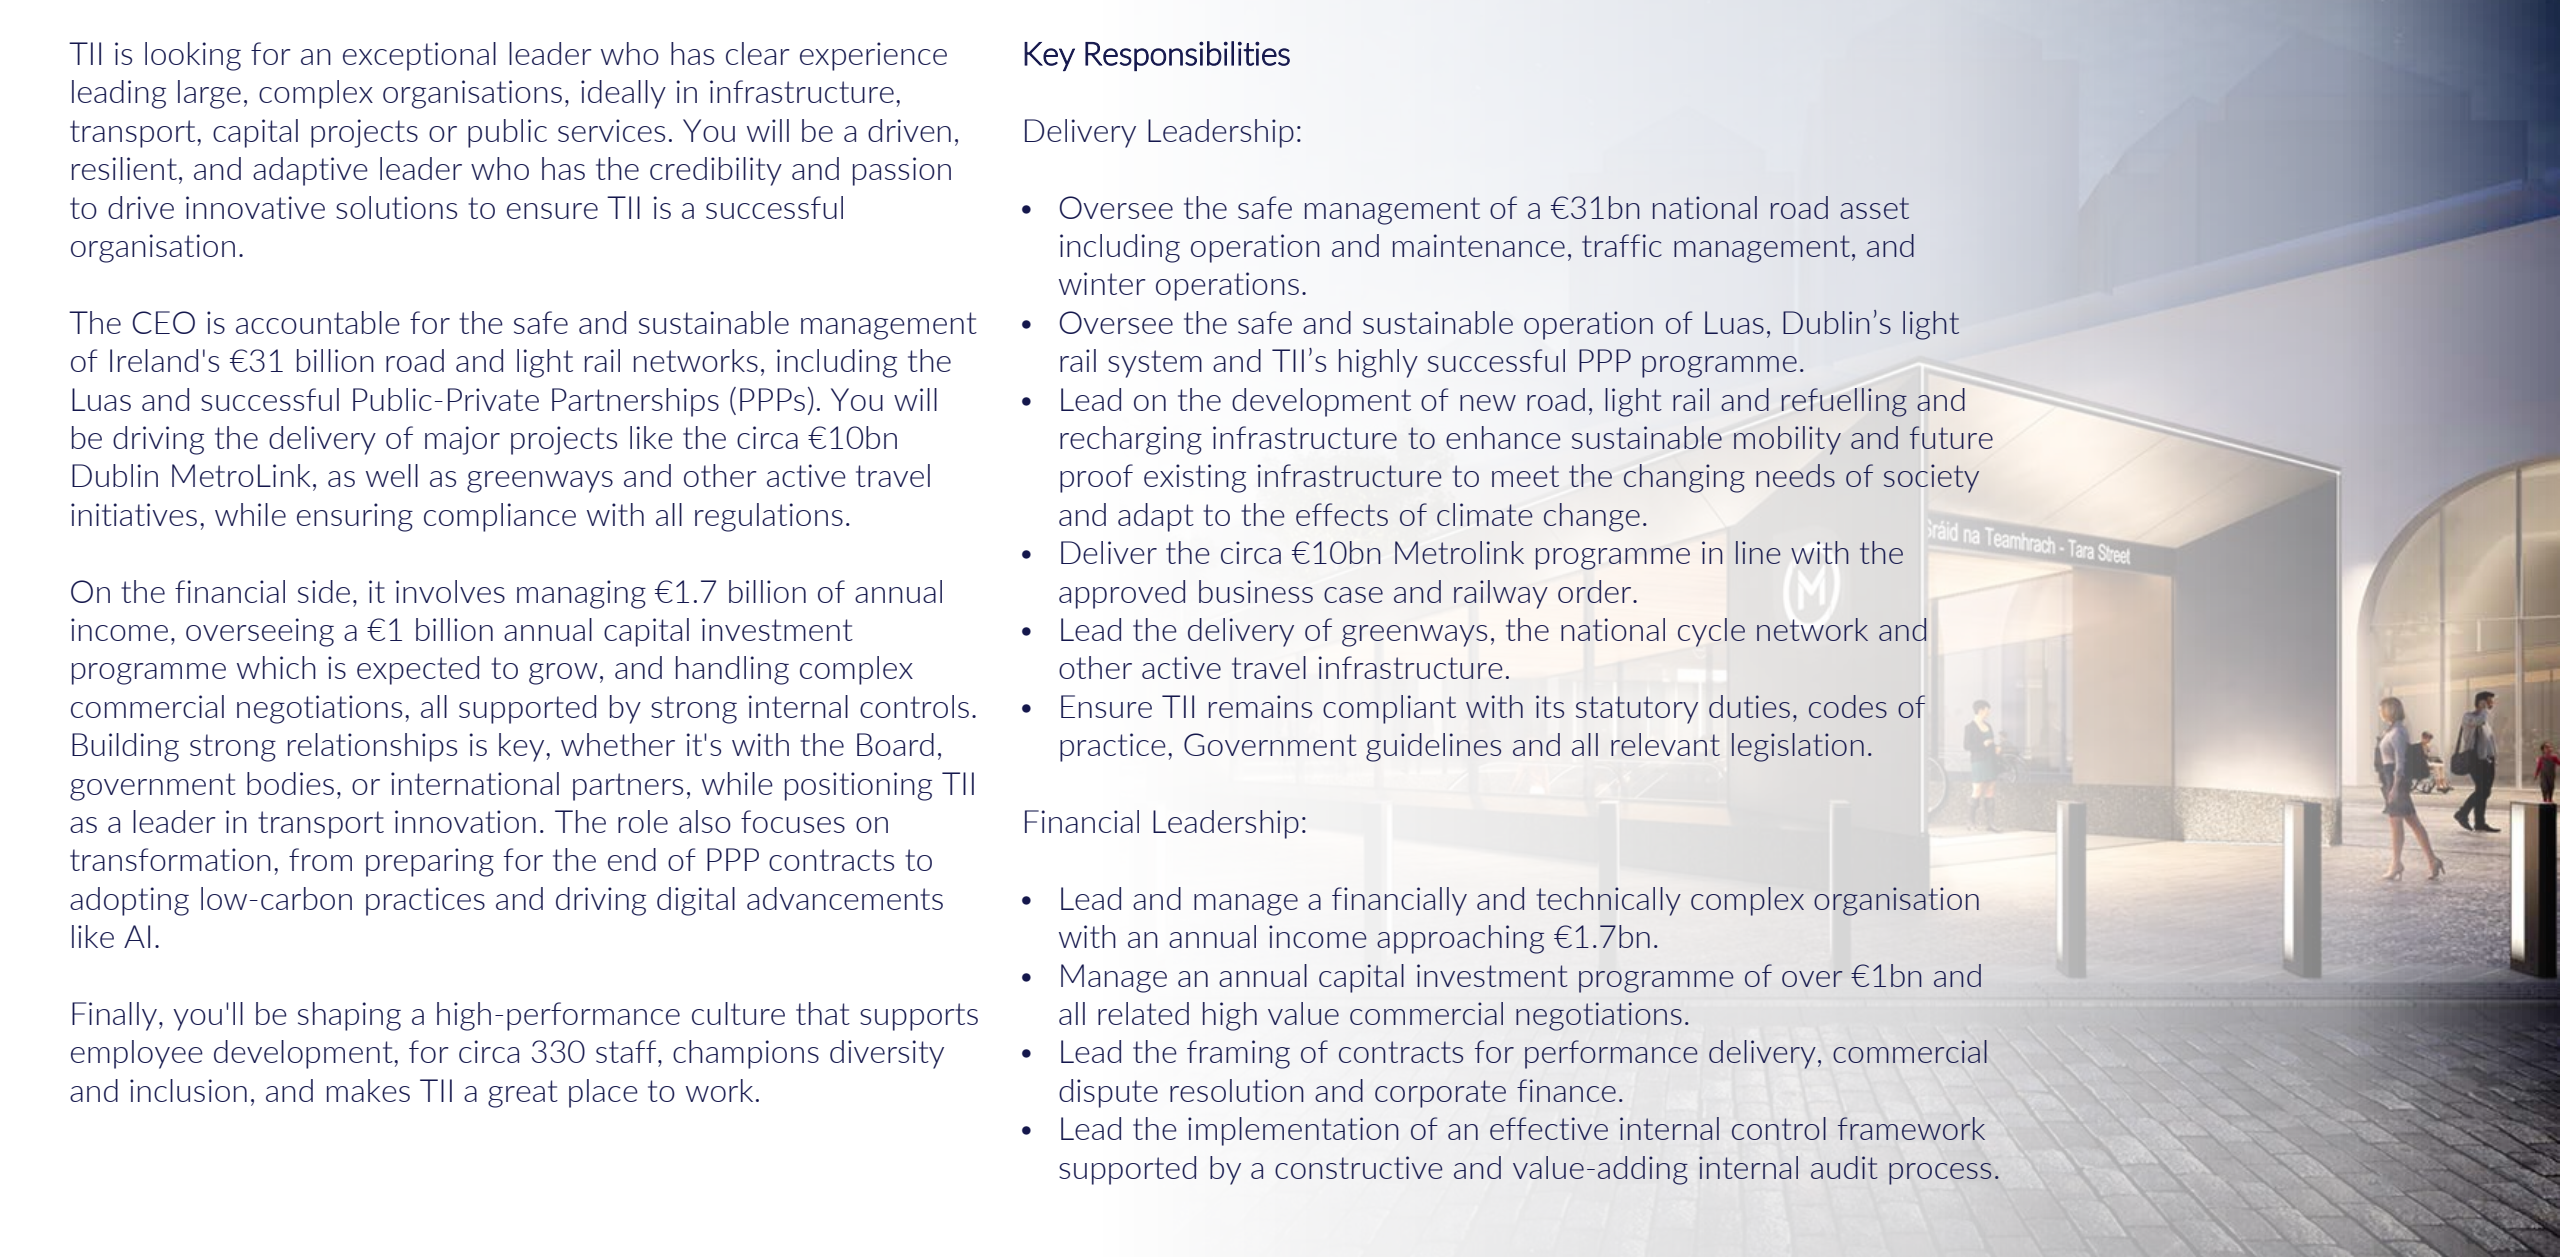 TII is looking for an exceptional leader who has clear experience
leading large, complex organisations, ideally in infrastructure,
transport, capital projects or public services. You will be a driven,
resilient, and adaptive leader who has the credibility and passion
to drive innovative solutions to ensure TII is a successful
organisation.
The CEO is accountable for the safe and sustainable management
of Ireland's €31 billion road and light rail networks, including the
Luas and successful Public-Private Partnerships (PPPs). You will
be driving the delivery of major projects like the circa €10bn
Dublin MetroLink, as well as greenways and other active travel
initiatives, while ensuring compliance with all regulations.
On the financial side, it involves managing €1.7 billion of annual
income, overseeing a €1 billion annual capital investment
programme which is expected to grow, and handling complex
commercial negotiations, all supported by strong internal controls.
Building strong relationships is key, whether it's with the Board,
government bodies, or international partners, while positioning TII
as a leader in transport innovation. The role also focuses on
transformation, from preparing for the end of PPP contracts to
adopting low-carbon practices and driving digital advancements
like AI.
Finally, you'll be shaping a high-performance culture that supports
employee development, for circa 330 staff, champions diversity
and inclusion, and makes TII a great place to work.
Key Responsibilities
Delivery Leadership:
• Oversee the safe management of a €31bn national road asset
including operation and maintenance, traffic management, and
winter operations.
• Oversee the safe and sustainable operation of Luas, Dublin’s light
rail system and TII’s highly successful PPP programme.
• Lead on the development of new road, light rail and refuelling and
recharging infrastructure to enhance sustainable mobility and future
proof existing infrastructure to meet the changing needs of society
and adapt to the effects of climate change.
• Deliver the circa €10bn Metrolink programme in line with the
approved business case and railway order.
• Lead the delivery of greenways, the national cycle network and
other active travel infrastructure.
• Ensure TII remains compliant with its statutory duties, codes of
practice, Government guidelines and all relevant legislation.
Financial Leadership:
• Lead and manage a financially and technically complex organisation
with an annual income approaching €1.7bn.
• Manage an annual capital investment programme of over €1bn and
all related high value commercial negotiations.
• Lead the framing of contracts for performance delivery, commercial
dispute resolution and corporate finance.
• Lead the implementation of an effective internal control framework
supported by a constructive and value-adding internal audit process.
Sráid na Teamhrach - Tara Street
M